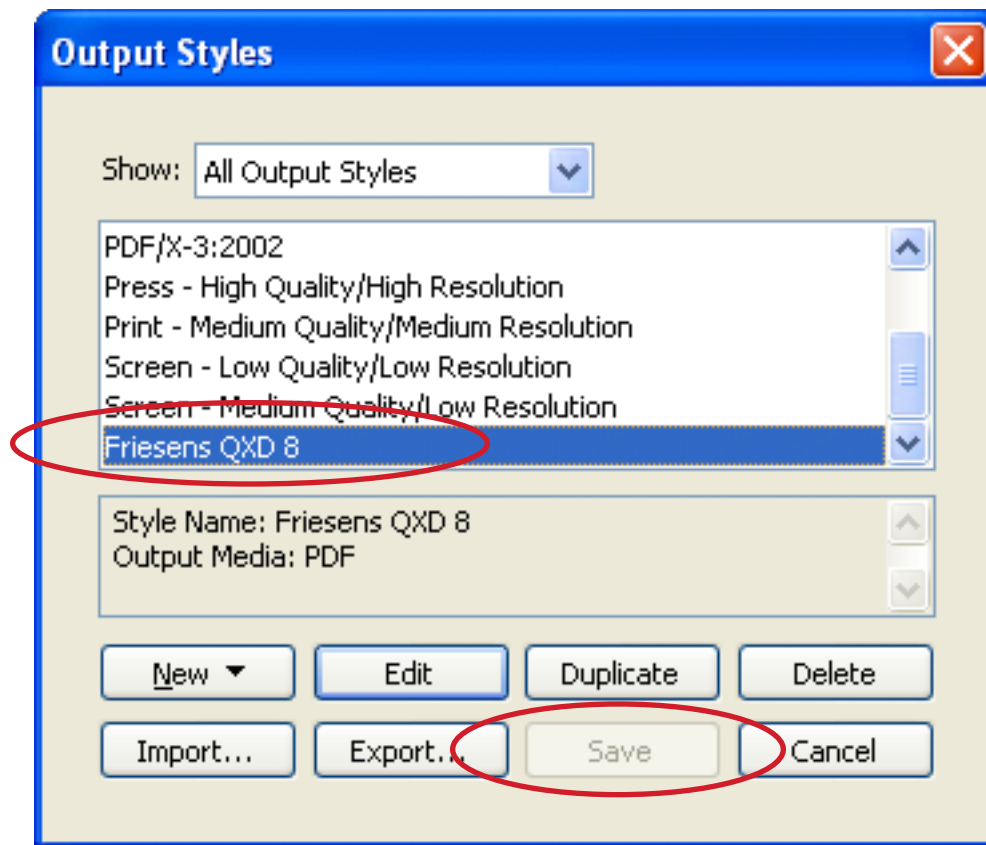 Output Styles
Show: All Output Styles
PDF/X-3:2002
Press - High Quality/High Resolution
Print - Medium Quality/Medium Resolution
Screen - Low Quality/Low Resolution
Screen - Medium Quality/Low Resolution
Friesens QXD 8
Style Name: Friesens QXD 8
Output Media: PDF
New Edit Duplicate Delete
Import... Export... Save Cancel